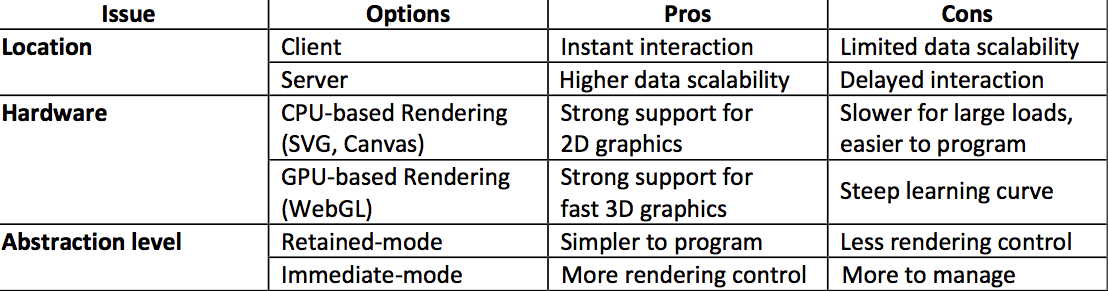 Issue Options Pros Cons
Location Client Instant interaction Limited data scalability
Server Higher data scalability Delayed interaction
Hardware CPU-based Rendering Strong support for Slower for large loads,
(SVG, Canvas) 2D graphics easier to program
GPU-based Rendering Strong support for Steep learning curve
(WebGL) fast 3D graphics
Abstraction level Retained-mode Simpler to program Less rendering control
Immediate-mode More rendering control More to manage